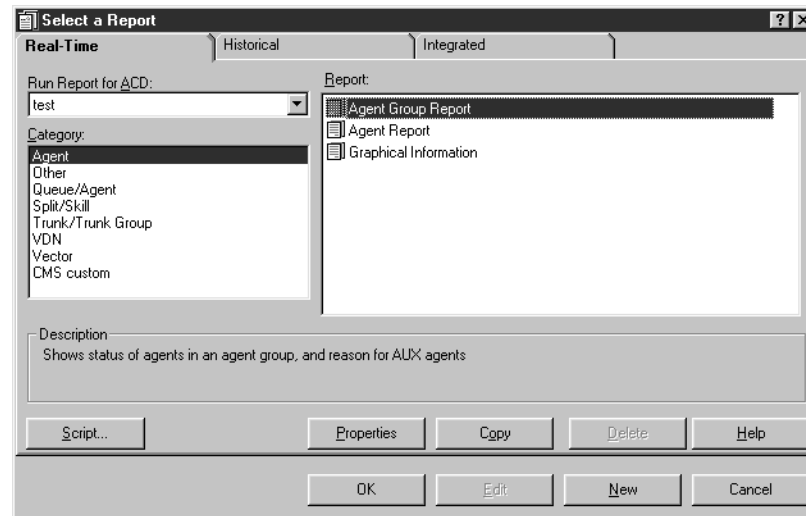 Select a Report
Real-Time
Historical
Integrated
Run Report for ACD:
test
Category:
Agent
Other
Queue/Agent
Split/Skill
Trunk/Trunk Group
VDN
Vector
CMS custom
Report:
Agent Group Report
Agent Report
Graphical Information
Description
Shows status of agents in an agent group, and reason for AUX agents
Script...
Properties
Copy
Delete
Help
OK
Edit
New
Cancel